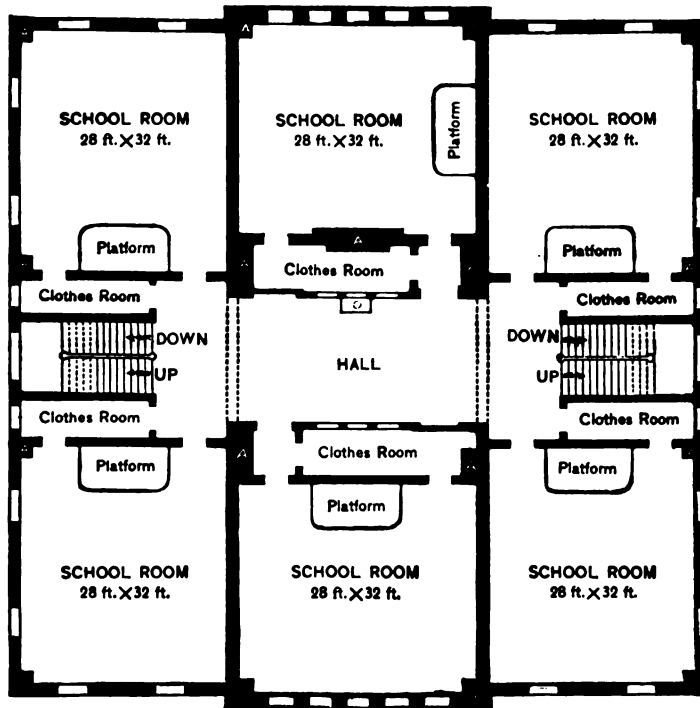 SCHOOL ROOM
28 ft. × 32 ft.
Platform
SCHOOL ROOM
28 ft. × 32 ft.
Platform
SCHOOL ROOM
28 ft. × 32 ft.
Platform
Clothes Room
Clothes Room
Clothes Room
DOWN
UP
HALL
DOWN
UP
Clothes Room
Clothes Room
Clothes Room
Platform
SCHOOL ROOM
28 ft. × 32 ft.
Platform
SCHOOL ROOM
28 ft. × 32 ft.
Platform
SCHOOL ROOM
28 ft. × 32 ft.